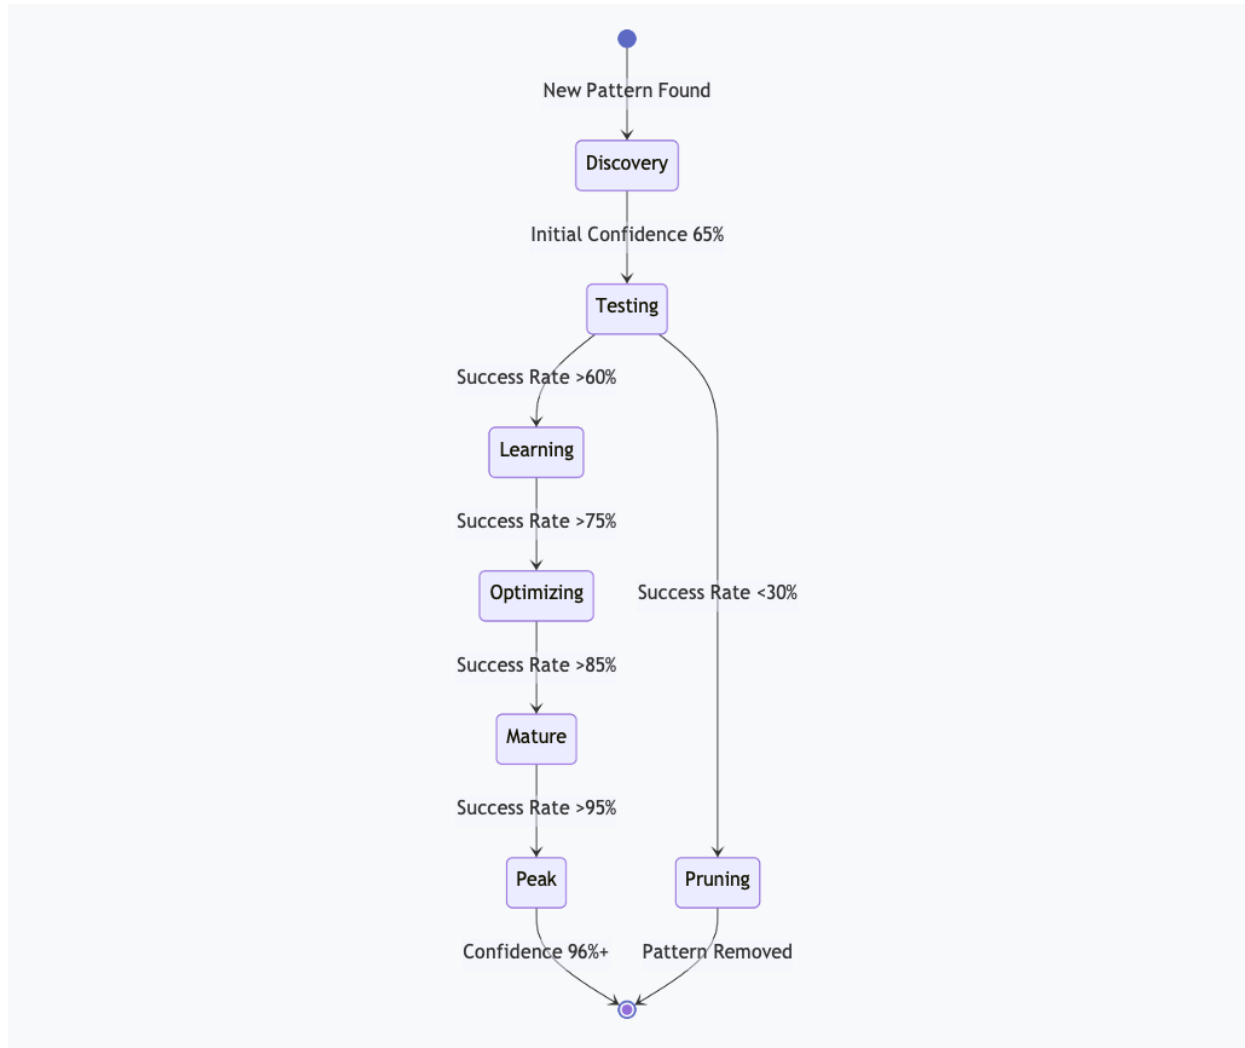 New Pattern Found
Discovery
Initial Confidence 65%
Testing
Success Rate >60%
Learning
Success Rate >75%
Optimizing
Success Rate <30%
Success Rate >85%
Mature
Success Rate >95%
Peak
Pruning
Confidence 96%+
Pattern Removed